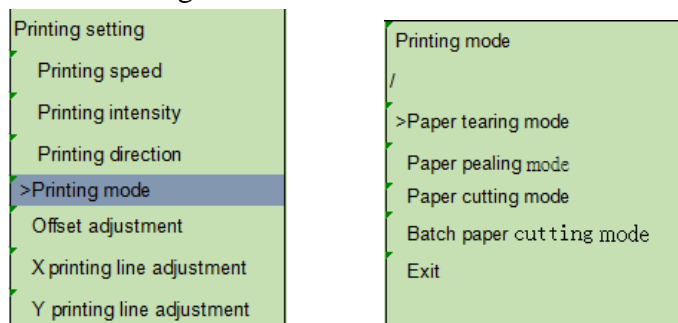 Printing setting
Printing speed
Printing intensity
Printing direction
>Printing mode
Offset adjustment
X printing line adjustment
Y printing line adjustment
Printing mode
/
>Paper tearing mode
Paper pealing mode
Paper cutting mode
Batch paper cutting mode
Exit